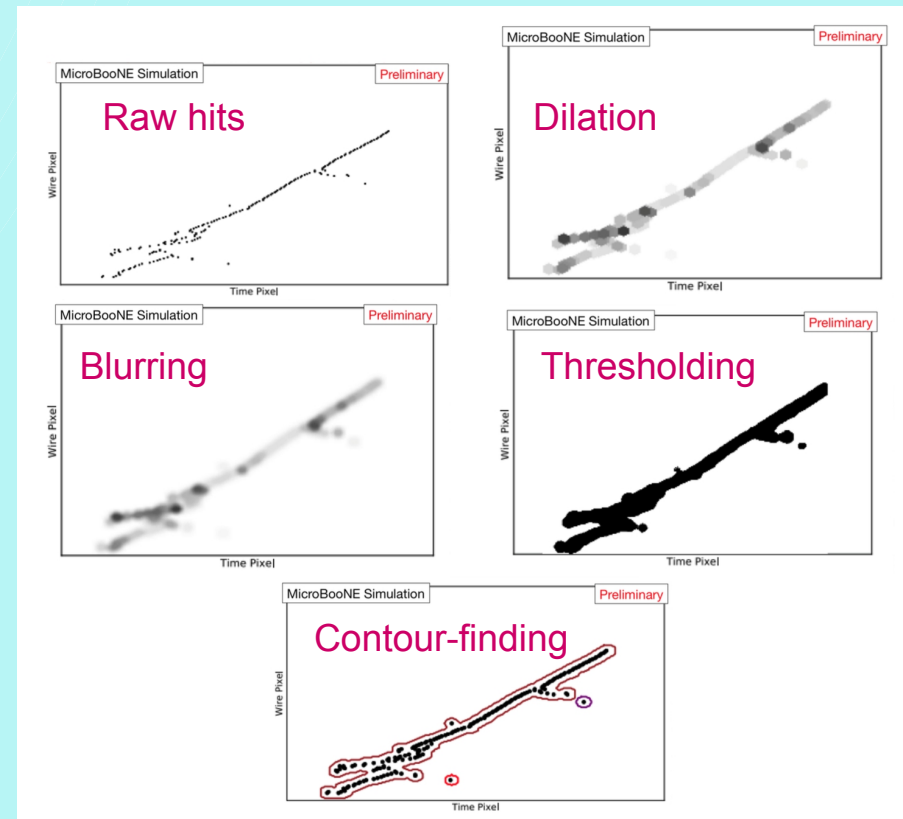 MicroBooNE Simulation
Preliminary
Raw hits
Wire Pixel
Time Pixel
MicroBooNE Simulation
Preliminary
Dilation
Wire Pixel
Time Pixel
MicroBooNE Simulation
Preliminary
Blurring
Wire Pixel
Time Pixel
MicroBooNE Simulation
Preliminary
Thresholding
Wire Pixel
Time Pixel
MicroBooNE Simulation
Preliminary
Contour-finding
Wire Pixel
Time Pixel